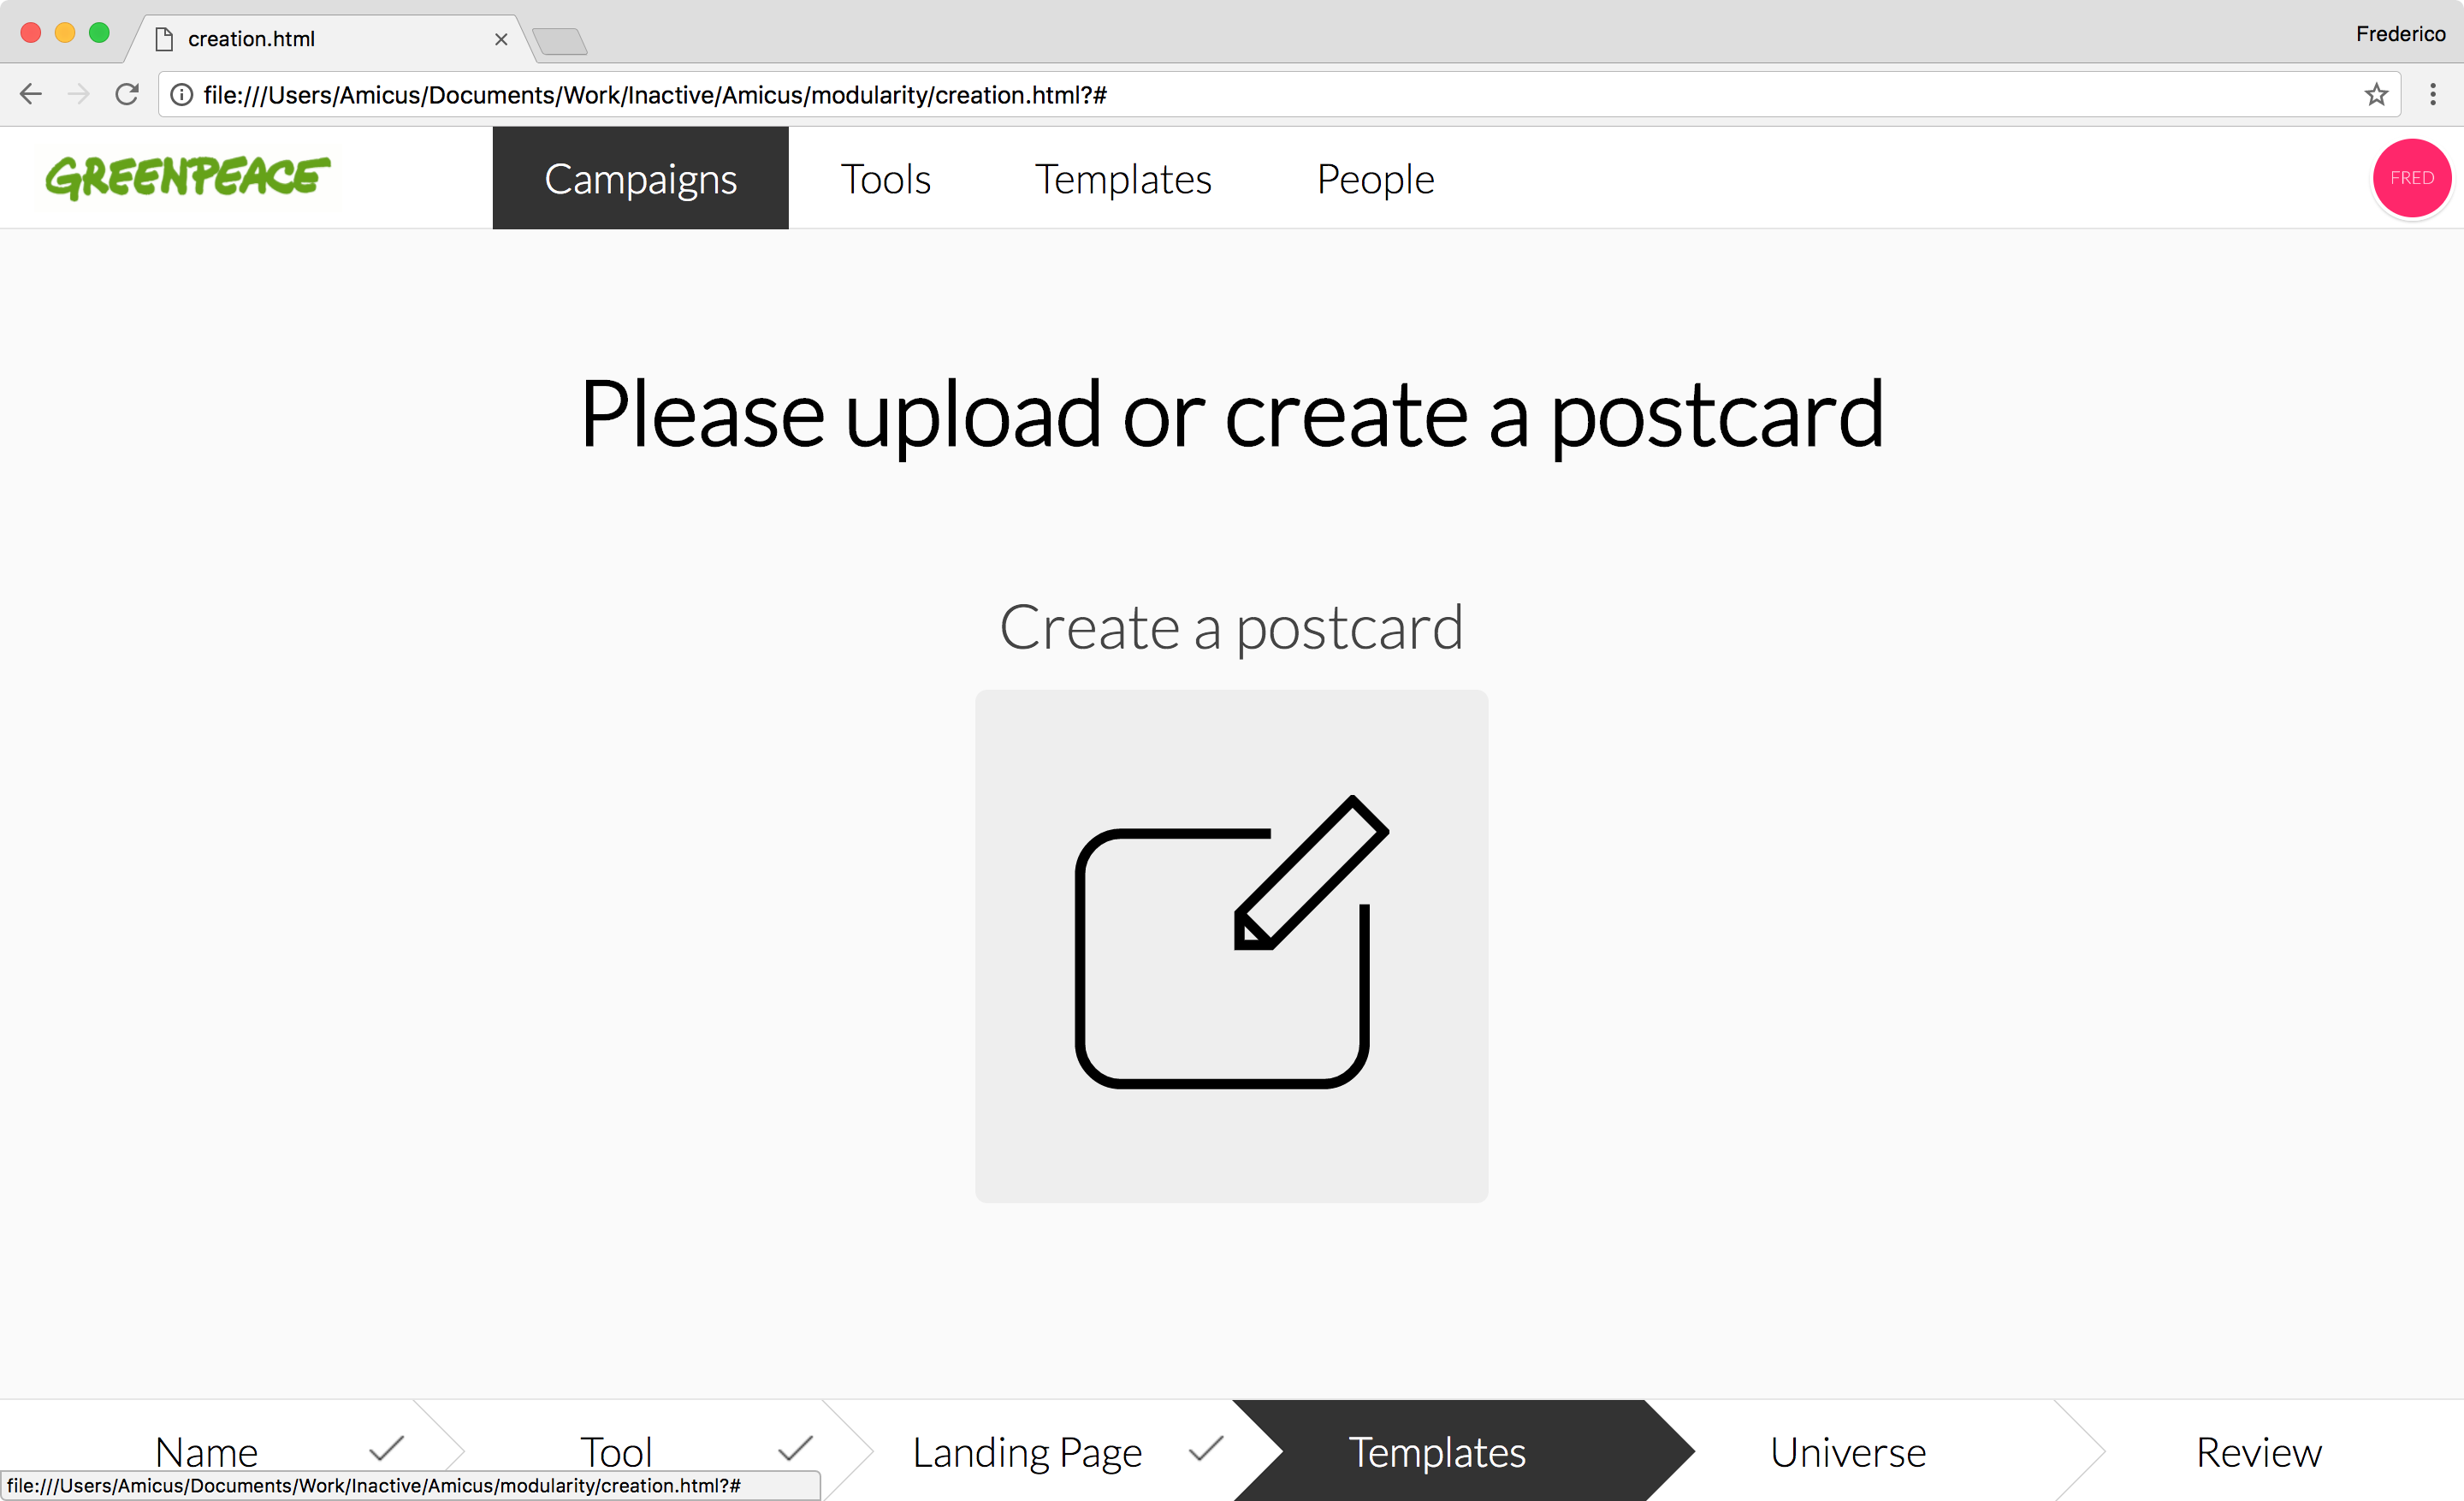 creation.html
Frederico
file:///Users/Amicus/Documents/Work/Inactive/Amicus/modularity/creation.html?#
GREENPEACE
Campaigns
Tools
Templates
People
FRED
Please upload or create a postcard
Create a postcard
Name
Tool
Landing Page
Templates
Universe
Review
file:///Users/Amicus/Documents/Work/Inactive/Amicus/modularity/creation.html?#